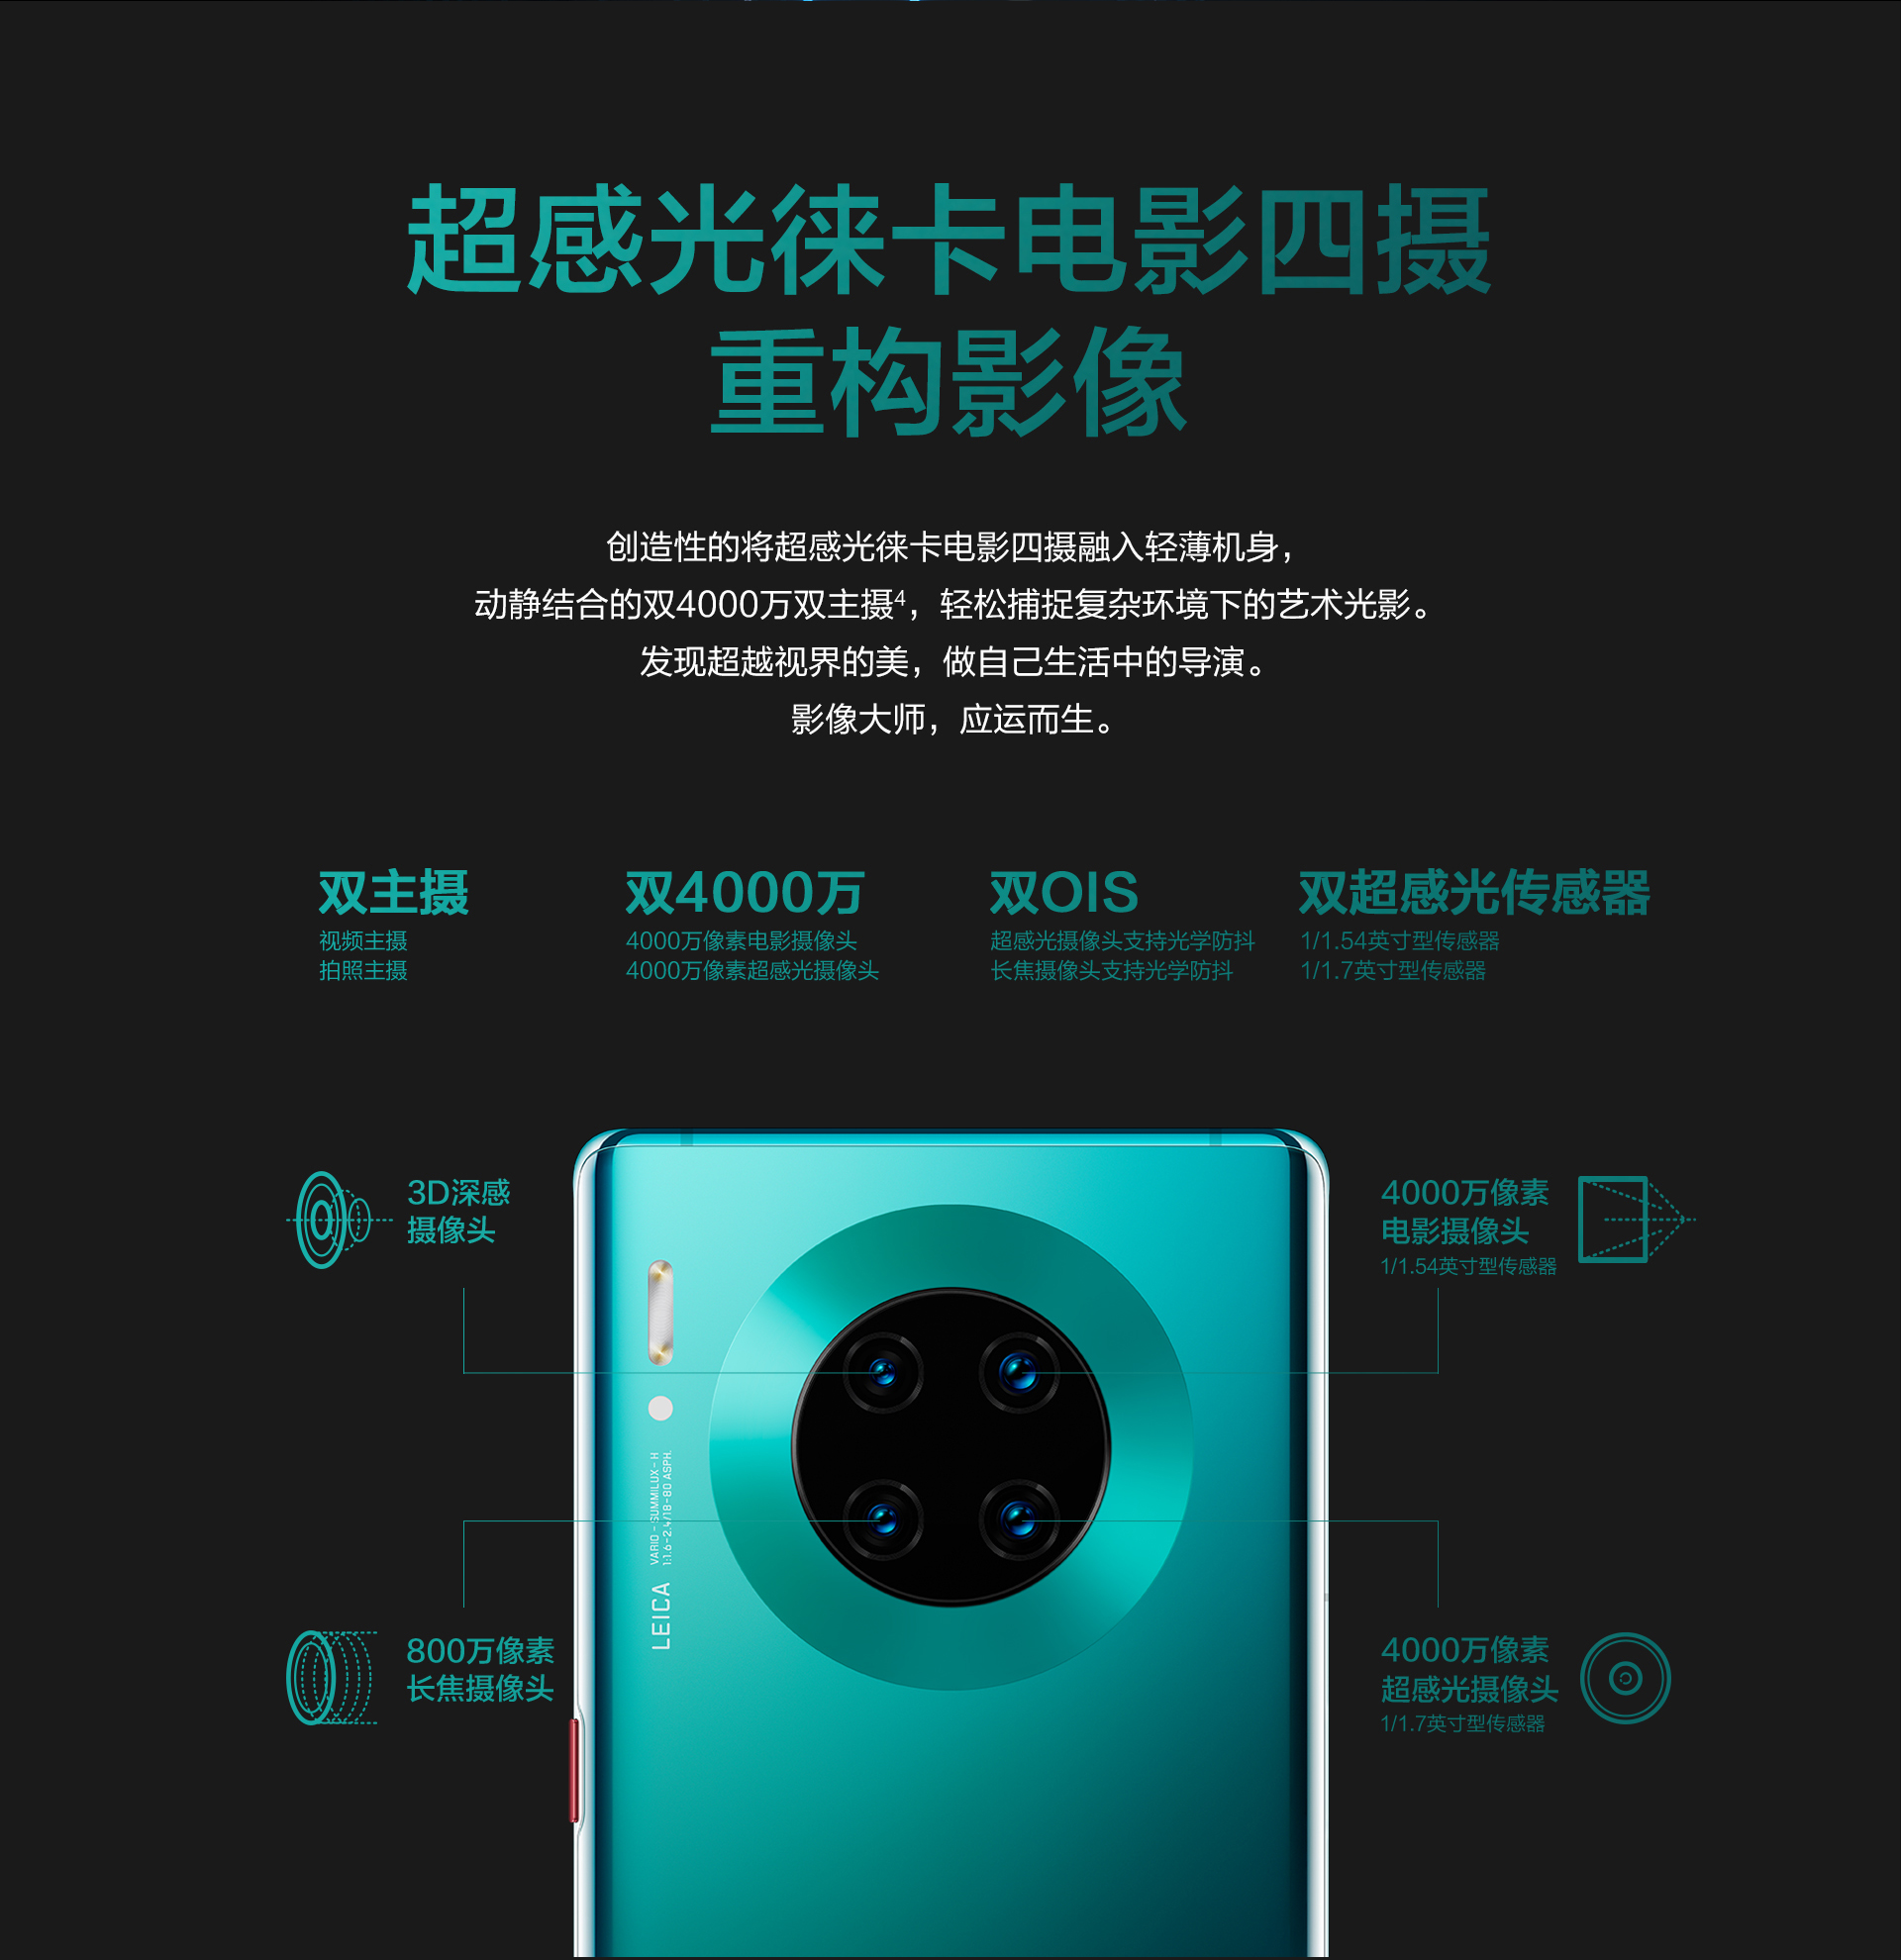 超感光徕卡电影四摄
重构影像
创造性的将超感光徕卡电影四摄融入轻薄机身，
动静结合的双4000万双主摄⁴，轻松捕捉复杂环境下的艺术光影。
发现超越视界的美，做自己生活中的导演。
影像大师，应运而生。
双主摄
视频主摄
拍照主摄
双4000万
4000万像素电影摄像头
4000万像素超感光摄像头
双OIS
超感光摄像头支持光学防抖
长焦摄像头支持光学防抖
双超感光传感器
1/1.54英寸型传感器
1/1.7英寸型传感器
3D深感
摄像头
4000万像素
电影摄像头
1/1.54英寸型传感器
800万像素
长焦摄像头
4000万像素
超感光摄像头
1/1.7英寸型传感器
LEICA
VARIO-SUMMILUX-H
1:1.6-2.4/18-80 ASPH.